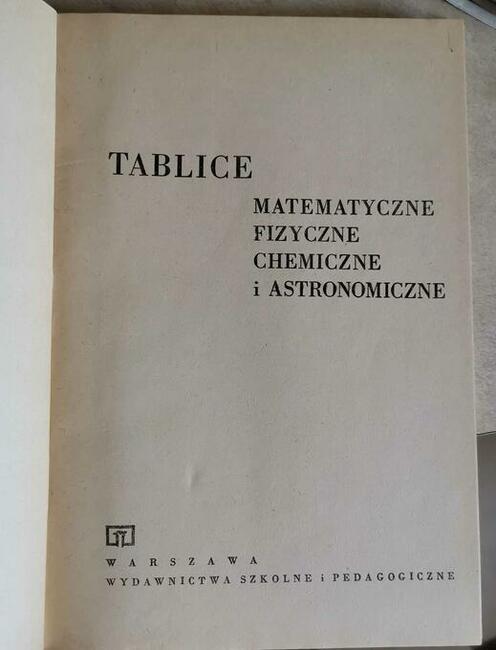 TABLICE
MATEMATYCZNE
FIZYCZNE
CHEMICZNE
i ASTRONOMICZNE
WARSZAWA
WYDAWNICTWA SZKOLNE i PEDAGOGICZNE